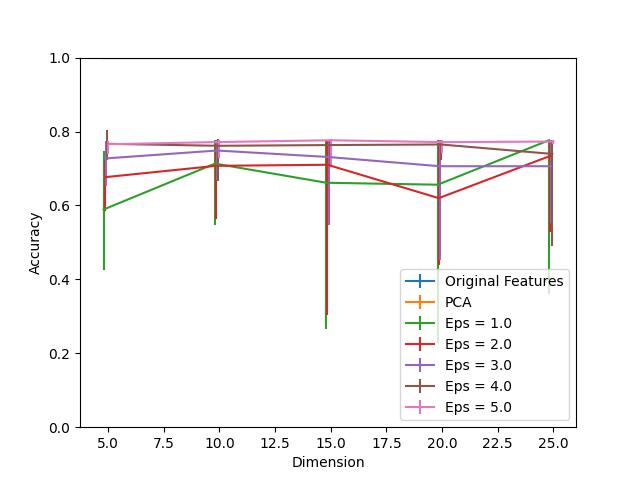 1.0
0.8
0.6
0.4
0.2
0.0
Accuracy
Original Features
PCA
Eps = 1.0
Eps = 2.0
Eps = 3.0
Eps = 4.0
Eps = 5.0
5.0 7.5 10.0 12.5 15.0 17.5 20.0 22.5 25.0
Dimension